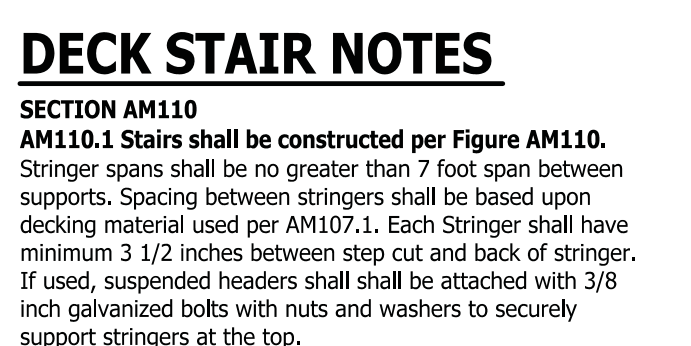 DECK STAIR NOTES
SECTION AM110
AM110.1 Stairs shall be constructed per Figure AM110.
Stringer spans shall be no greater than 7 foot span between
supports. Spacing between stringers shall be based upon
decking material used per AM107.1. Each Stringer shall have
minimum 3 1/2 inches between step cut and back of stringer.
If used, suspended headers shall shall be attached with 3/8
inch galvanized bolts with nuts and washers to securely
support stringers at the top.